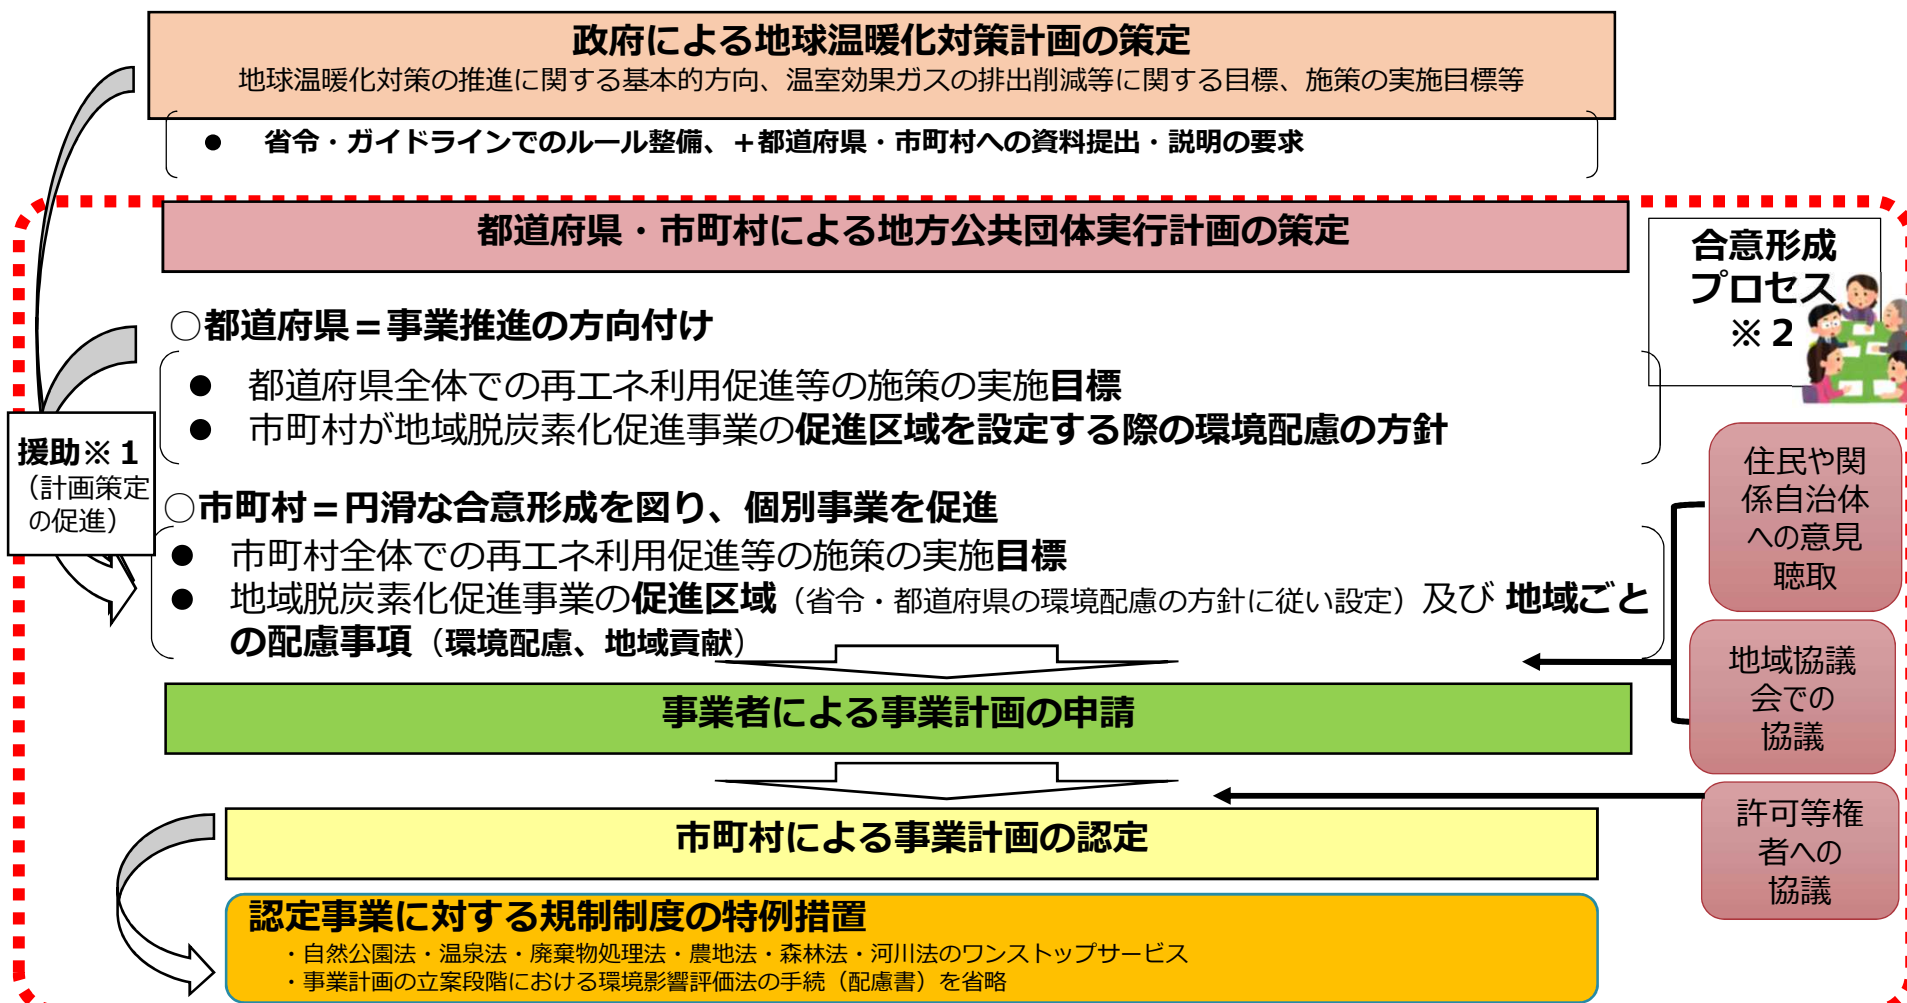 政府による地球温暖化対策計画の策定
地球温暖化対策の推進に関する基本的方向、温室効果ガスの排出削減等に関する目標、施策の実施目標等
● 省令・ガイドラインでのルール整備、＋都道府県・市町村への資料提出・説明の要求
都道府県・市町村による地方公共団体実行計画の策定
合意形成
プロセス
※２
○都道府県＝事業推進の方向付け
● 都道府県全体での再エネ利用促進等の施策の実施目標
● 市町村が地域脱炭素化促進事業の促進区域を設定する際の環境配慮の方針
援助※１
（計画策定
の促進）
○市町村＝円滑な合意形成を図り、個別事業を促進
● 市町村全体での再エネ利用促進等の施策の実施目標
● 地域脱炭素化促進事業の促進区域（省令・都道府県の環境配慮の方針に従い設定）及び 地域ごと
の配慮事項（環境配慮、地域貢献）
住民や関
係自治体
への意見
聴取
地域協議
会での
協議
事業者による事業計画の申請
許可等権
者への
協議
市町村による事業計画の認定
認定事業に対する規制制度の特例措置
・自然公園法・温泉法・廃棄物処理法・農地法・森林法・河川法のワンストップサービス
・事業計画の立案段階における環境影響評価法の手続（配慮書）を省略